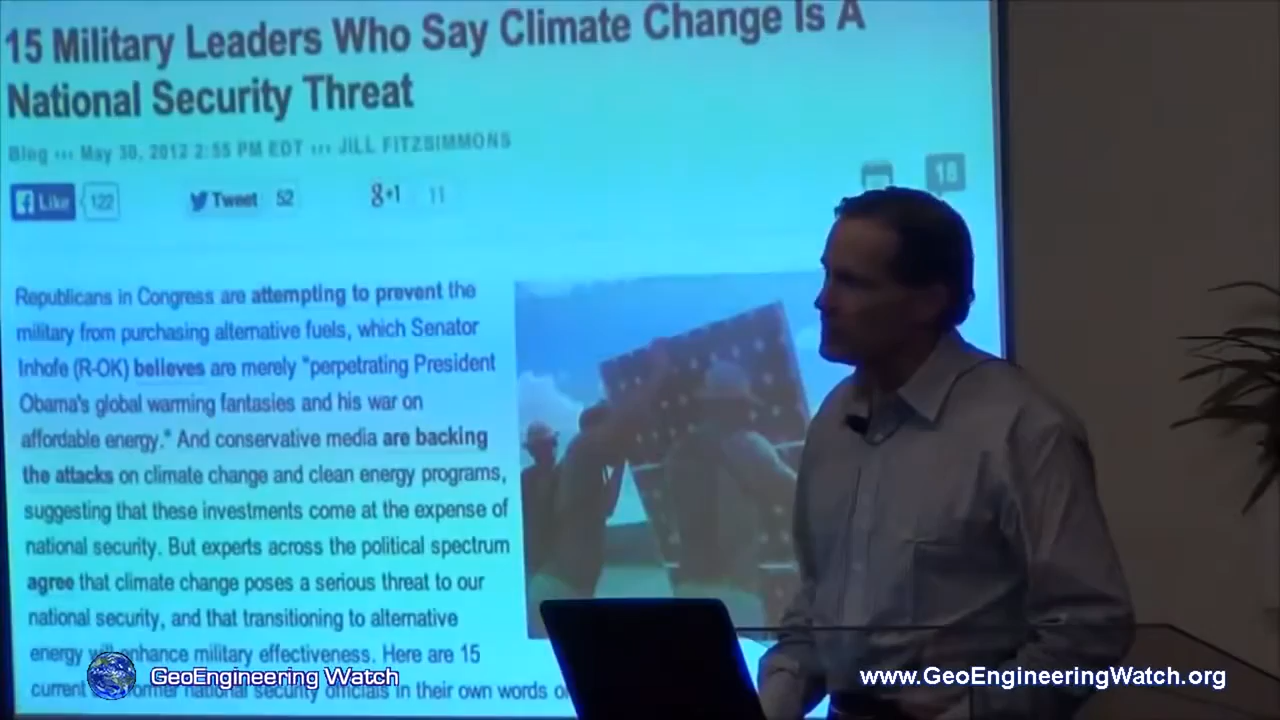 15 Military Leaders Who Say Climate Change Is A
National Security Threat
Blog ››› May 30, 2012 2:55 PM EDT ››› JILL FITZSIMMONS
Like 122 Tweet 52 g+1 11 18
Republicans in Congress are attempting to prevent the
military from purchasing alternative fuels, which Senator
Inhofe (R-OK) believes are merely "perpetrating President
Obama's global warming fantasies and his war on
affordable energy." And conservative media are backing
the attacks on climate change and clean energy programs,
suggesting that these investments come at the expense of
national security. But experts across the political spectrum
agree that climate change poses a serious threat to our
national security, and that transitioning to alternative
energy will enhance military effectiveness. Here are 15
current former national security officials in their own words
GeoEngineering Watch
www.GeoEngineeringWatch.org